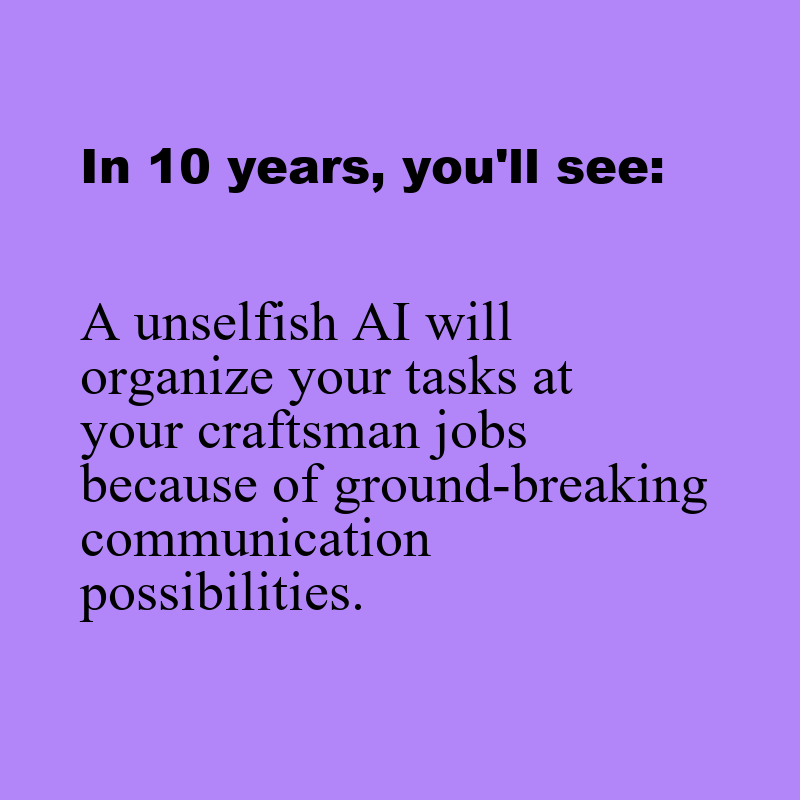 In 10 years, you'll see:
A unselfish AI will
organize your tasks at
your craftsman jobs
because of ground-breaking
communication
possibilities.